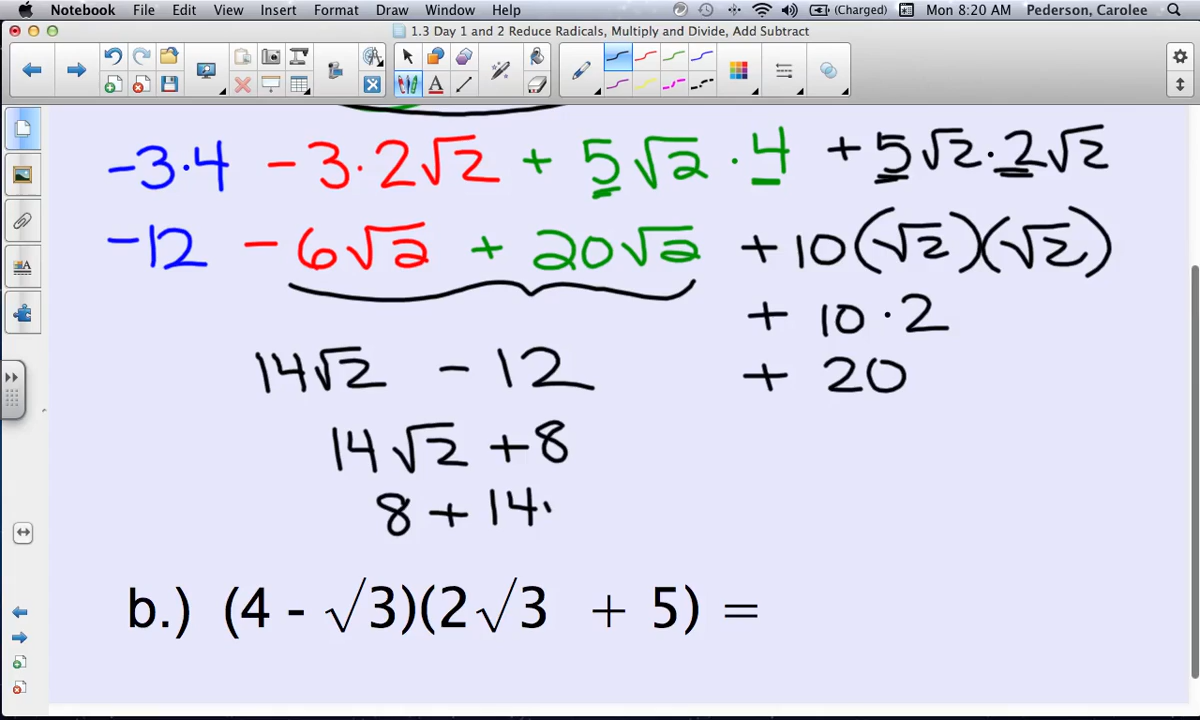 Notebook File Edit View Insert Format Draw Window Help (Charged) Mon 8:20 AM Pederson, Carolee
1.3 Day 1 and 2 Reduce Radicals, Multiply and Divide, Add Subtract
-3·4 -3·2√2 + 5√2 · 4 + 5√2·2√2
-12 - 6√2 + 20√2 + 10(√2)(√2)
+ 10·2
14√2 - 12 + 20
14√2 +8
8 + 14
b.) (4 - √3)(2√3 + 5) =